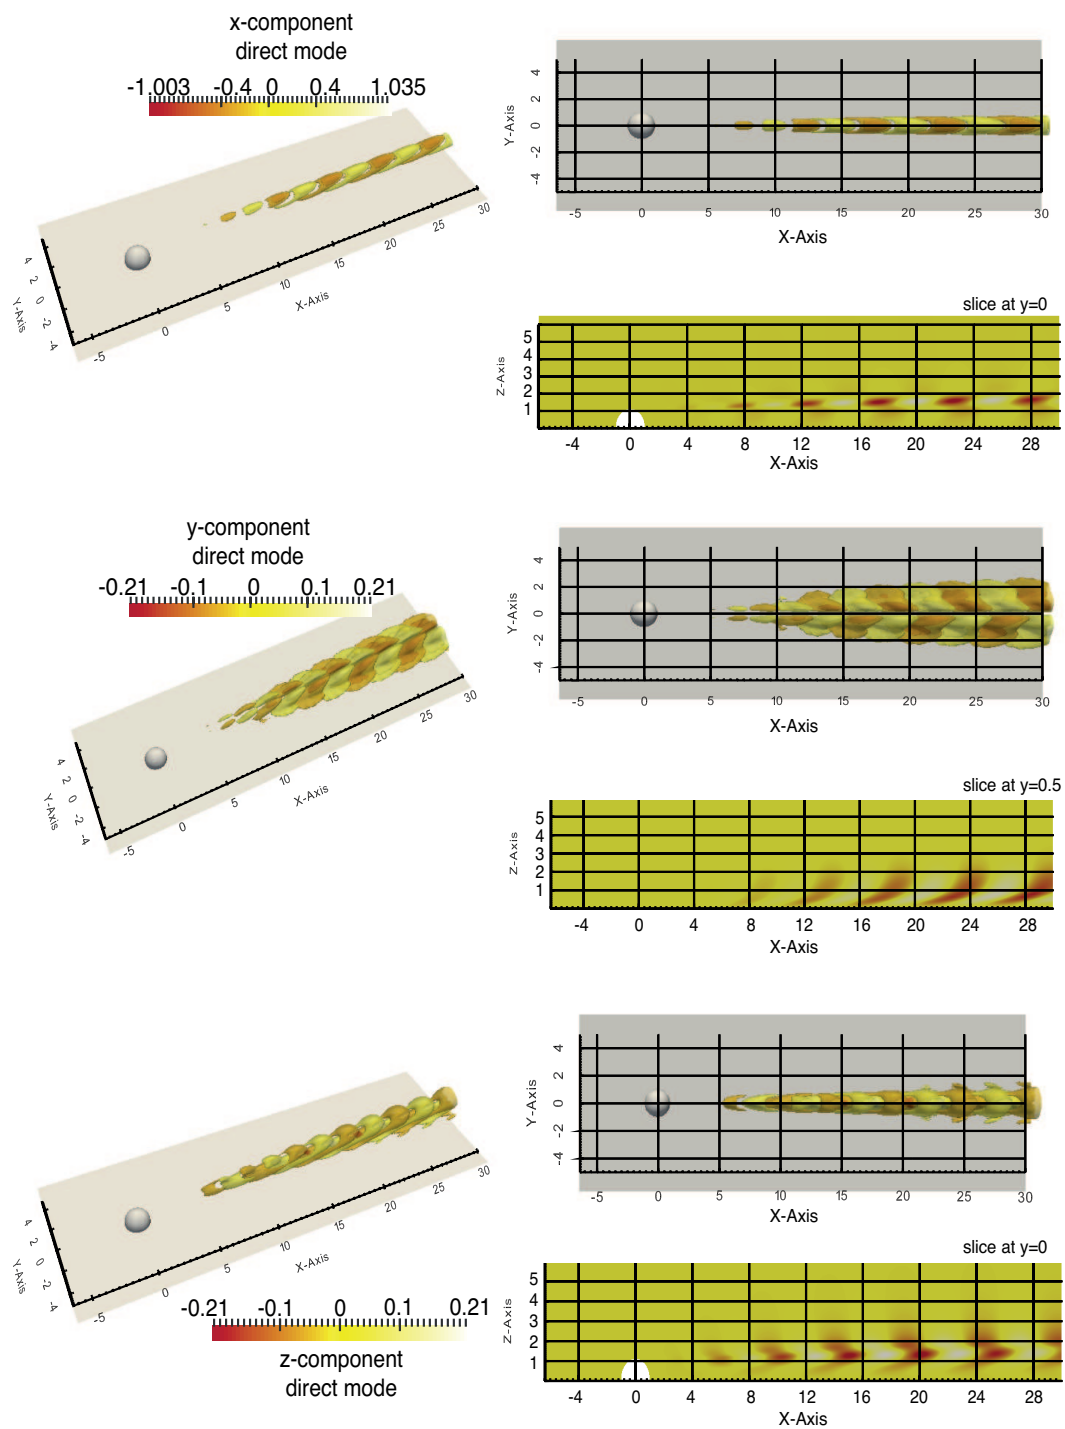 x-component
direct mode
-1.003 -0.4 0 0.4 1.035
4 2 0 -2 -4
Y-Axis
-5 0 5 10 15 20 25 30
X-Axis
4 2 0 -2 -4
Y-Axis
-5 0 5 10 15 20 25 30
X-Axis
slice at y=0
5
4
3
2
1
Z-Axis
-4 0 4 8 12 16 20 24 28
X-Axis
y-component
direct mode
-0.21 -0.1 0 0.1 0.21
4 2 0 -2 -4
Y-Axis
-5 0 5 10 15 20 25 30
X-Axis
4 2 0 -2 -4
Y-Axis
-5 0 5 10 15 20 25 30
X-Axis
slice at y=0.5
5
4
3
2
1
Z-Axis
-4 0 4 8 12 16 20 24 28
X-Axis
4 2 0 -2 -4
Y-Axis
-5 0 5 10 15 20 25 30
X-Axis
-0.21 -0.1 0 0.1 0.21
z-component
direct mode
4 2 0 -2 -4
Y-Axis
-5 0 5 10 15 20 25 30
X-Axis
slice at y=0
5
4
3
2
1
Z-Axis
-4 0 4 8 12 16 20 24 28
X-Axis